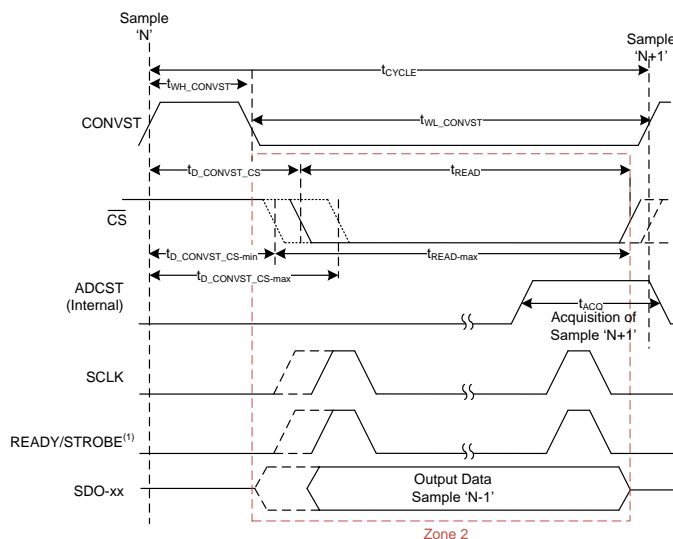 Sample
'N'
Sample
'N+1'
tCYCLE
tWH_CONVST
CONVST
tWL_CONVST
tD_CONVST_CS
tREAD
CS
tD_CONVST_CS-min
tREAD-max
tD_CONVST_CS-max
ADCST
(Internal)
tACQ
Acquisition of
Sample 'N+1'
SCLK
READY/STROBE(1)
SDO-xx
Output Data
Sample 'N-1'
Zone 2